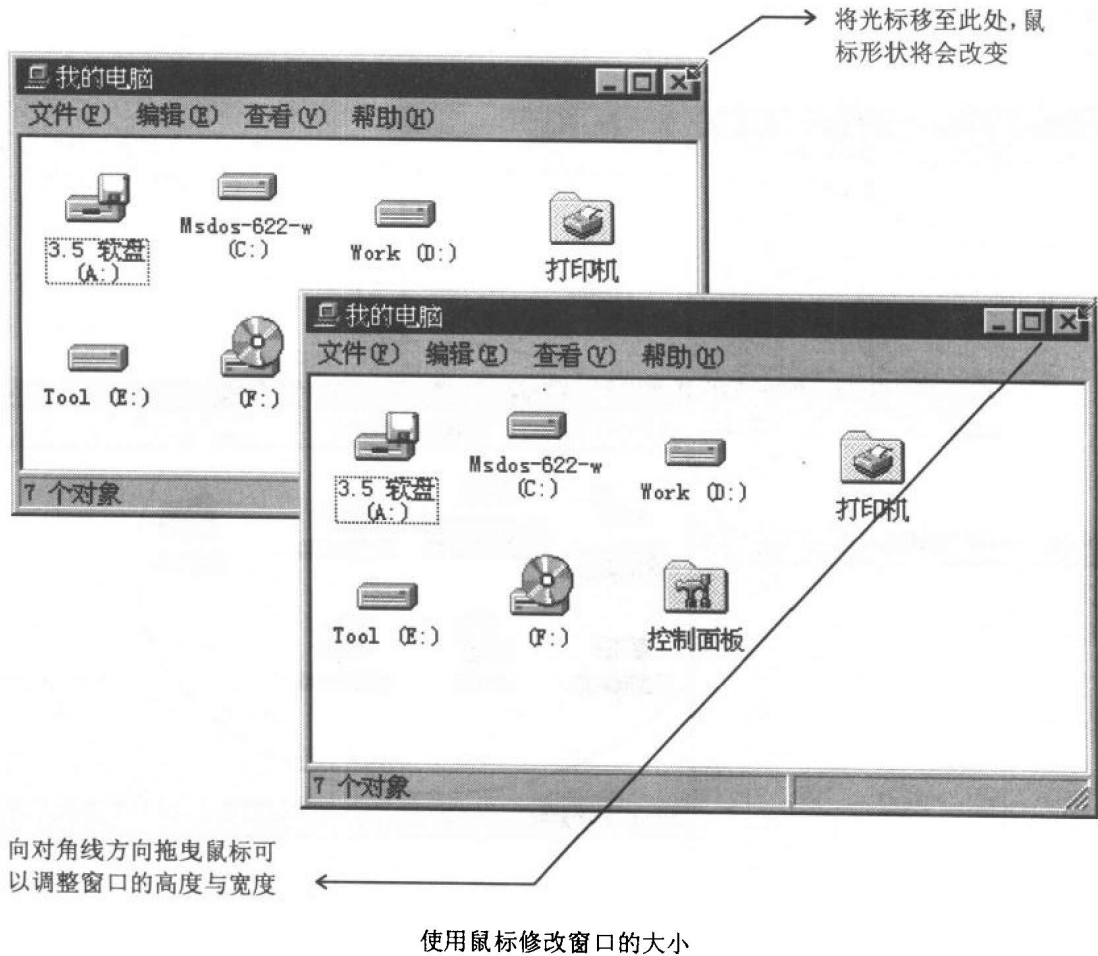 将光标移至此处,鼠
标形状将会改变
我的电脑
文件(F) 编辑(E) 查看(V) 帮助(H)
3.5 软盘
(A:)
Msdos-622-w
(C:)
Work (D:)
打印机
Tool (E:)
(F:)
7 个对象
我的电脑
文件(F) 编辑(E) 查看(V) 帮助(H)
3.5 软盘
(A:)
Msdos-622-w
(C:)
Work (D:)
打印机
Tool (E:)
(F:)
控制面板
7 个对象
向对角线方向拖曳鼠标可
以调整窗口的高度与宽度
使用鼠标修改窗口的大小